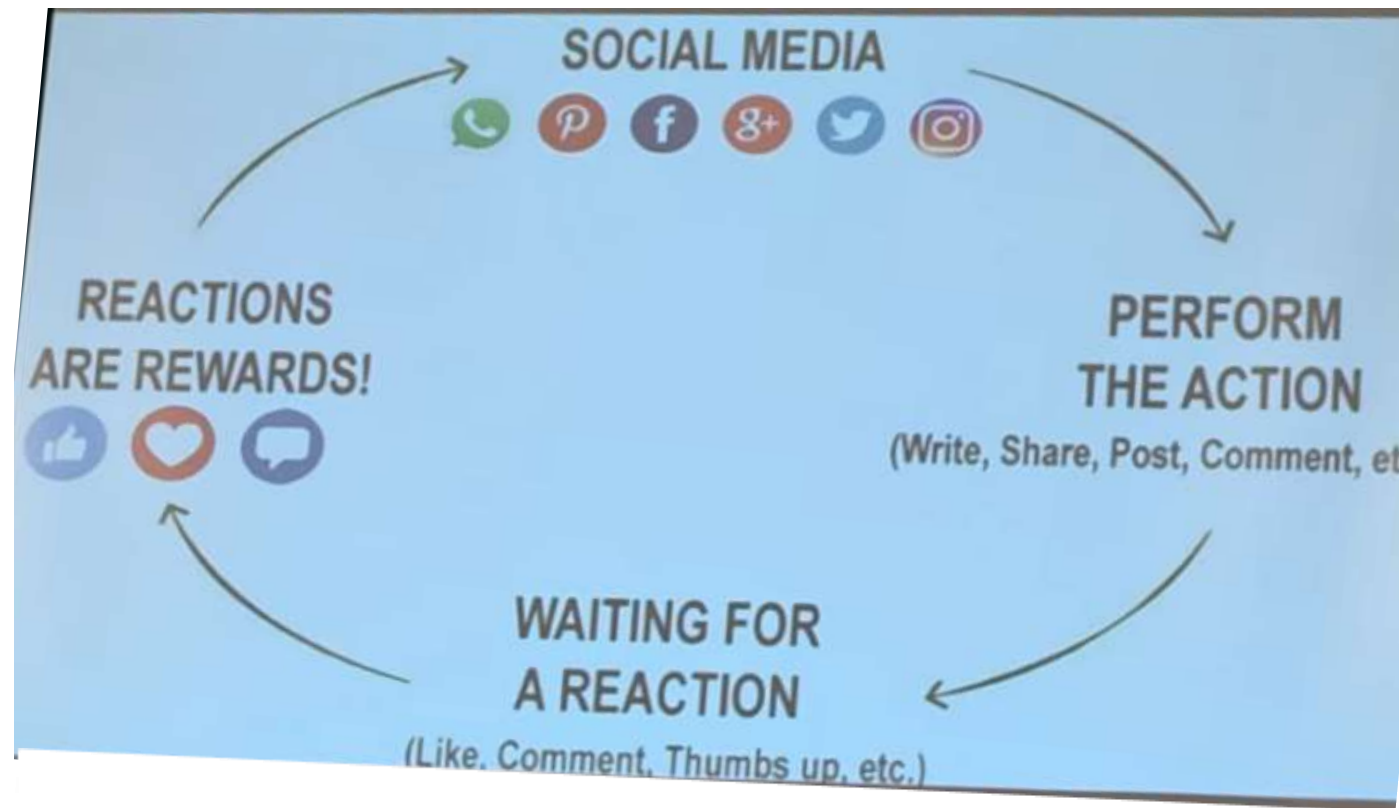 SOCIAL MEDIA
PERFORM
THE ACTION
(Write, Share, Post, Comment, et
WAITING FOR
A REACTION
(Like, Comment, Thumbs up, etc.)
REACTIONS
ARE REWARDS!